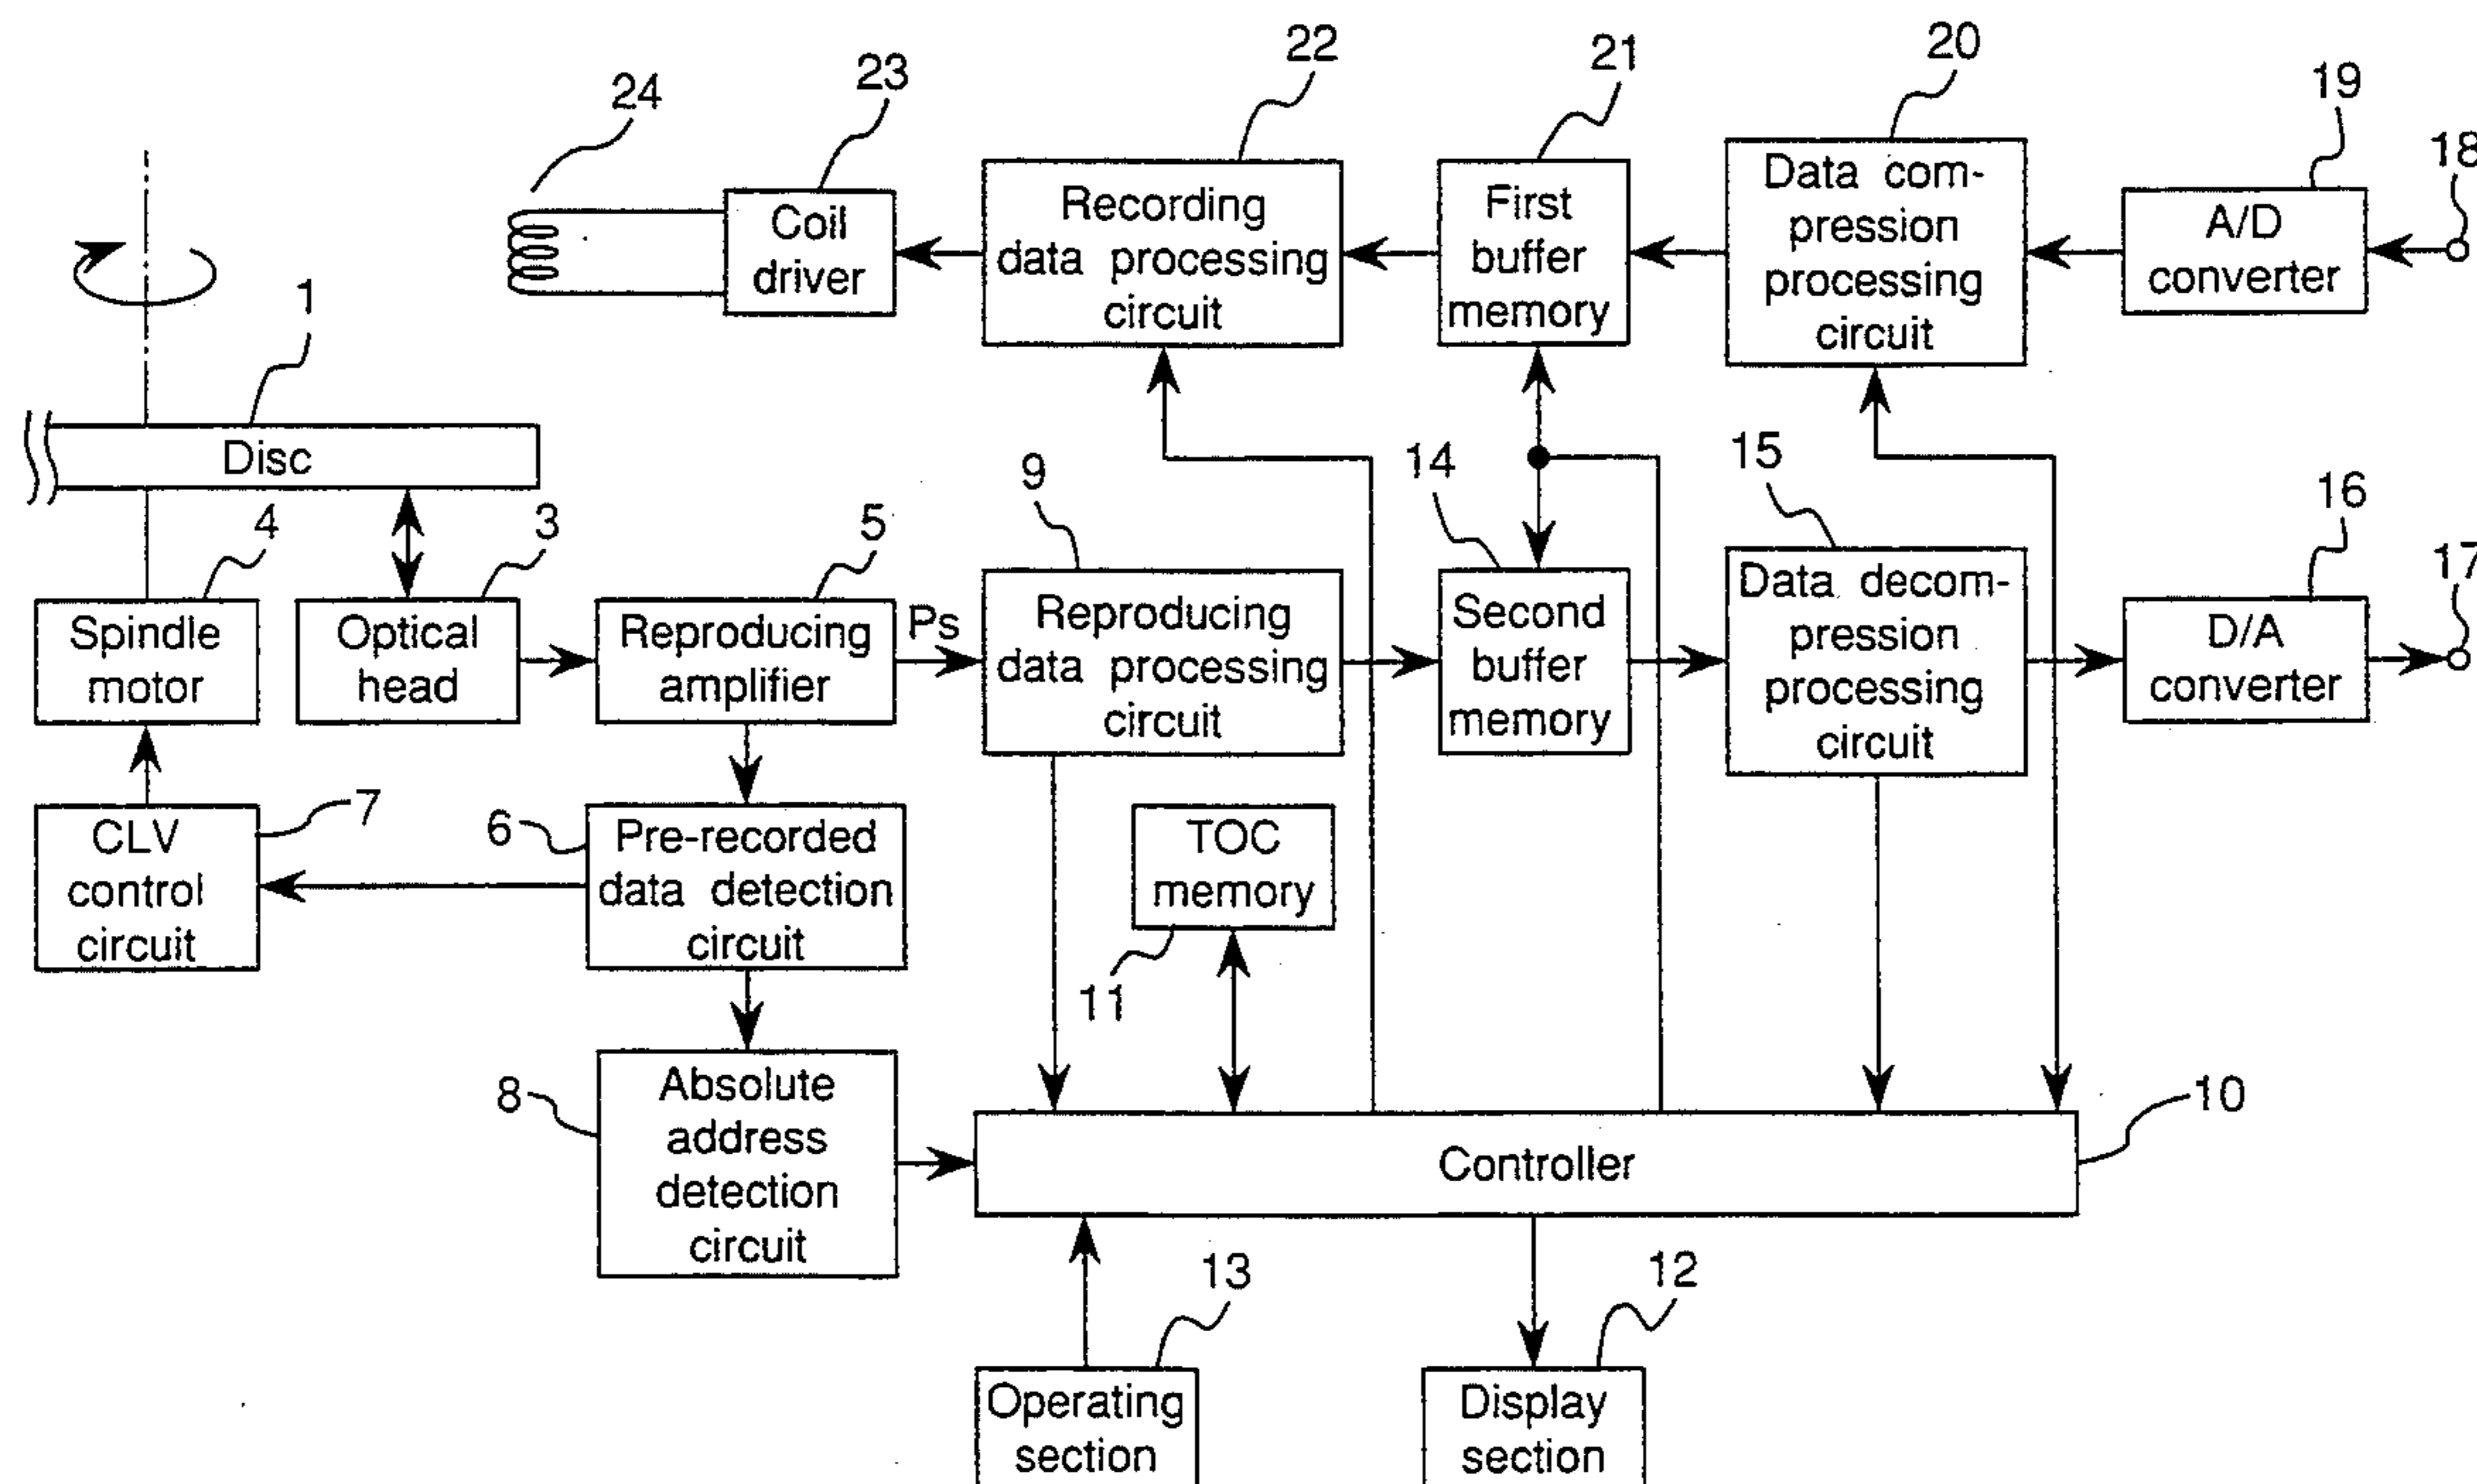 24
23
22
21
20
19
18
Coil
driver
Recording
data processing
circuit
First
buffer
memory
Data com-
pression
processing
circuit
A/D
converter
1
Disc
4
3
5
9
14
15
16
17
Spindle
motor
Optical
head
Reproducing
amplifier
Ps
Reproducing
data processing
circuit
Second
buffer
memory
Data decom-
pression
processing
circuit
D/A
converter
7
CLV
control
circuit
6
Pre-recorded
data detection
circuit
TOC
memory
11
8
Absolute
address
detection
circuit
Controller
10
13
12
Operating
section
Display
section